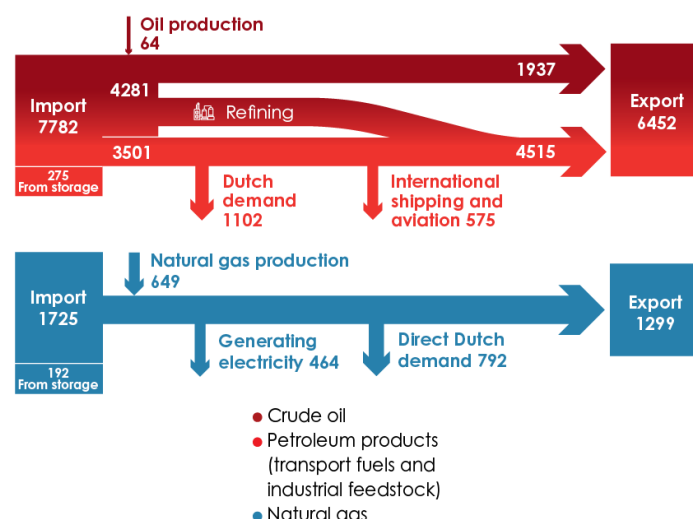 Oil production
64
1937
4281
Import
7782
Refining
Export
6452
3501
4515
275
From storage
Dutch
demand
1102
International
shipping and
aviation 575
Natural gas production
649
Import
1725
Export
1299
Generating
electricity 464
Direct Dutch
demand 792
192
From storage
Crude oil
Petroleum products
(transport fuels and
industrial feedstock)
Natural gas